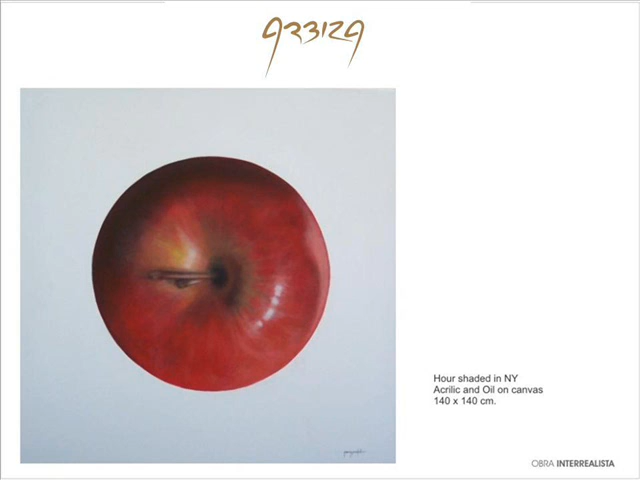 Hour shaded in NY
Acrilic and Oil on canvas
140 x 140 cm.
OBRA INTERREALISTA